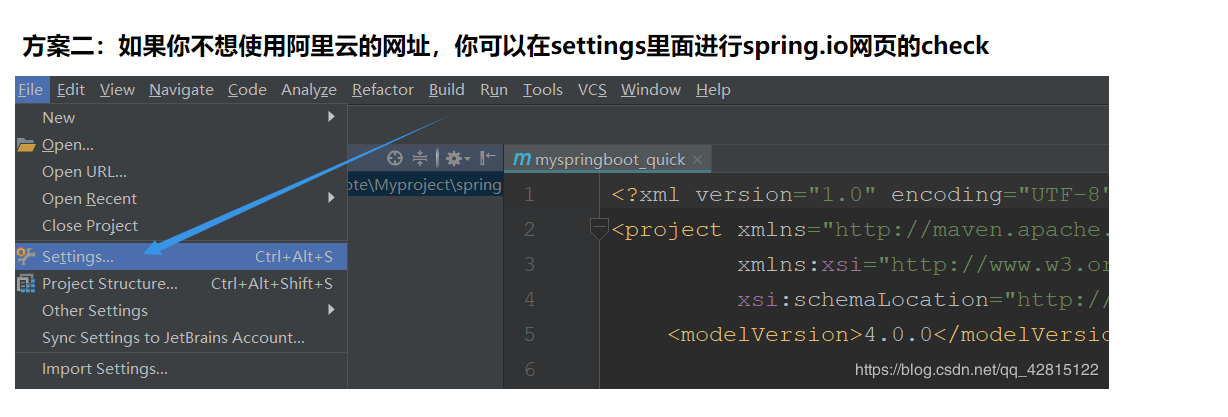 方案二：如果你不想使用阿里云的网址，你可以在settings里面进行spring.io网页的check
File Edit View Navigate Code Analyze Refactor Build Run Tools VCS Window Help
New
Open...
Open URL...
Open Recent
Close Project
Settings... Ctrl+Alt+S
Project Structure... Ctrl+Alt+Shift+S
Other Settings
Sync Settings to JetBrains Account...
Import Settings...
ote\Myproject\spring
myspringboot_quick
1 <?xml version="1.0" encoding="UTF-8"
2 <project xmlns="http://maven.apache.
3 xmlns:xsi="http://www.w3.or
4 xsi:schemaLocation="http://
5 <modelVersion>4.0.0</modelVersio
6
https://blog.csdn.net/qq_42815122